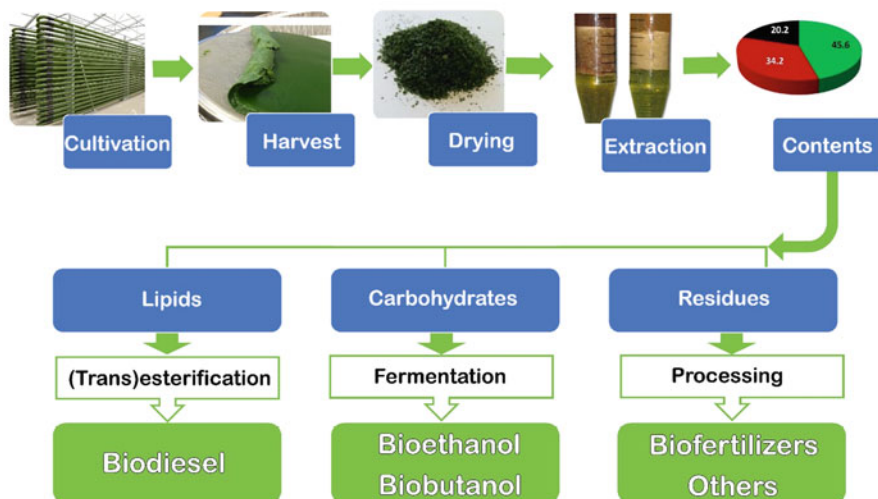 20.2
45.6
34.2
Cultivation
Harvest
Drying
Extraction
Contents
Lipids
Carbohydrates
Residues
(Trans)esterification
Fermentation
Processing
Biodiesel
Bioethanol
Biobutanol
Biofertilizers
Others